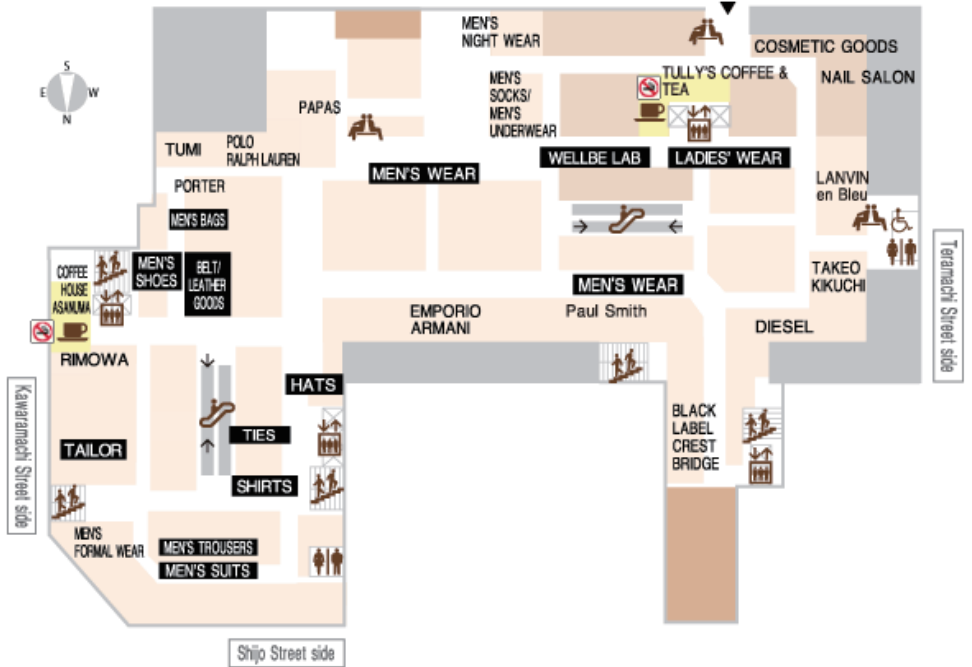 MEN'S
NIGHT WEAR
COSMETIC GOODS
S
E
W
N
TULLY'S COFFEE &
TEA
NAIL SALON
MEN'S
SOCKS/
MEN'S
UNDERWEAR
PAPAS
TUMI
POLO
RALPH LAUREN
MEN'S WEAR
WELLBE LAB
LADIES' WEAR
PORTER
LANVIN
en Bleu
MEN'S BAGS
COFFEE
HOUSE
ASANUMA
MEN'S
SHOES
BELT/
LEATHER
GOODS
TAKEO
KIKUCHI
Teramachi Street side
MEN'S WEAR
EMPORIO
ARMANI
Paul Smith
DIESEL
RIMOWA
HATS
Kawaramachi Street side
BLACK
LABEL
CREST
BRIDGE
TAILOR
TIES
SHIRTS
MEN'S
FORMAL WEAR
MEN'S TROUSERS
MEN'S SUITS
Shijo Street side